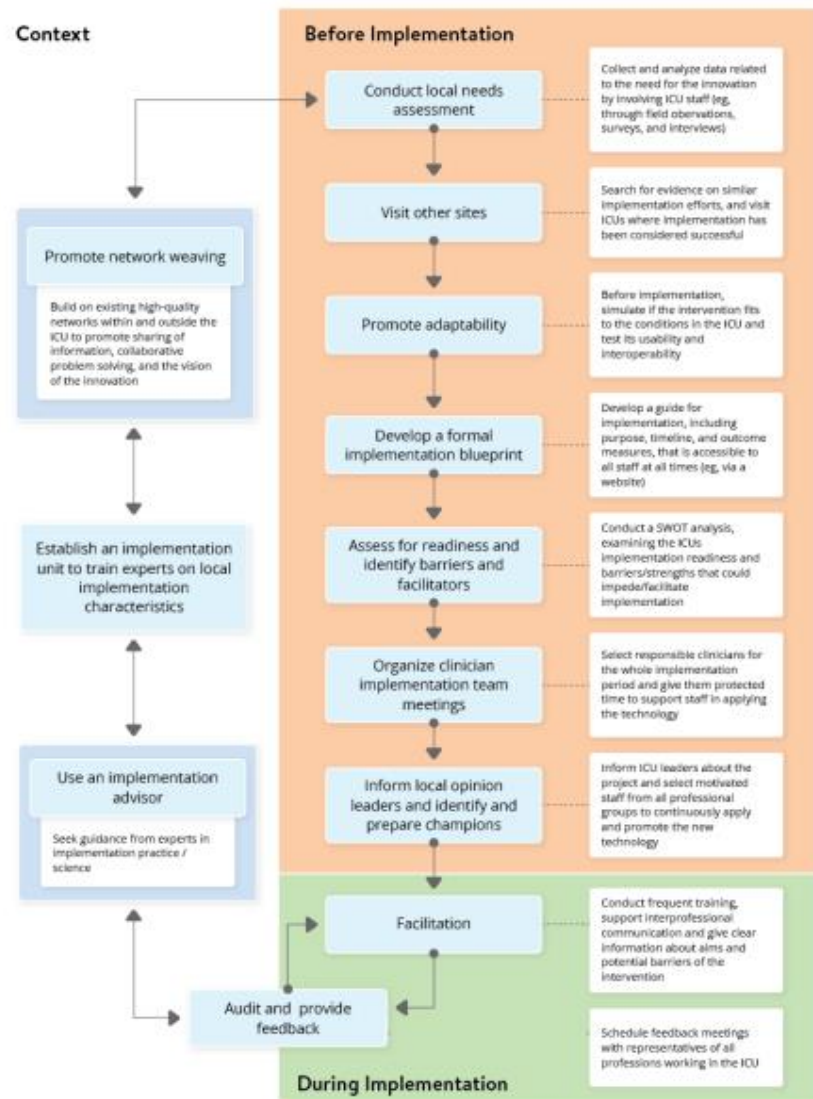 Context
Before Implementation
Conduct local needs
assessment
Collect and analyze data related
to the need for the innovation
by involving ICU staff (eg,
through field obervations,
surveys, and interviews)
Visit other sites
Search for evidence on similar
implementation efforts, and visit
ICUs where implementation has
been considered successful
Promote network weaving
Build on existing high-quality
networks within and outside the
ICU to promote sharing of
information, collaborative
problem solving, and the vision
of the innovation
Promote adaptability
Before implementation,
simulate if the intervention fits
to the conditions in the ICU and
test its usability and
interoperability
Develop a formal
implementation blueprint
Develop a guide for
implementation, including
purpose, timeline, and outcome
measures, that is accessible to
all staff at all times (eg, via a
website)
Establish an implementation
unit to train experts on local
implementation
characteristics
Assess for readiness and
identify barriers and
facilitators
Conduct a SWOT analysis,
examining the ICUs
implementation readiness and
barriers/strengths that could
impede/facilitate
implementation
Organize clinician
implementation team
meetings
Select responsible clinicians for
the whole implementation
period and give them protected
time to support staff in applying
the technology
Use an implementation
advisor
Seek guidance from experts in
implementation practice /
science
Inform local opinion
leaders and identify and
prepare champions
Inform ICU leaders about the
project and select motivated
staff from all professional
groups to continuously apply
and promote the new
technology
Facilitation
Conduct frequent training,
support interprofessional
communication and give clear
information about aims and
potential barriers of the
intervention
Audit and provide
feedback
Schedule feedback meetings
with representatives of all
professions working in the ICU
During Implementation